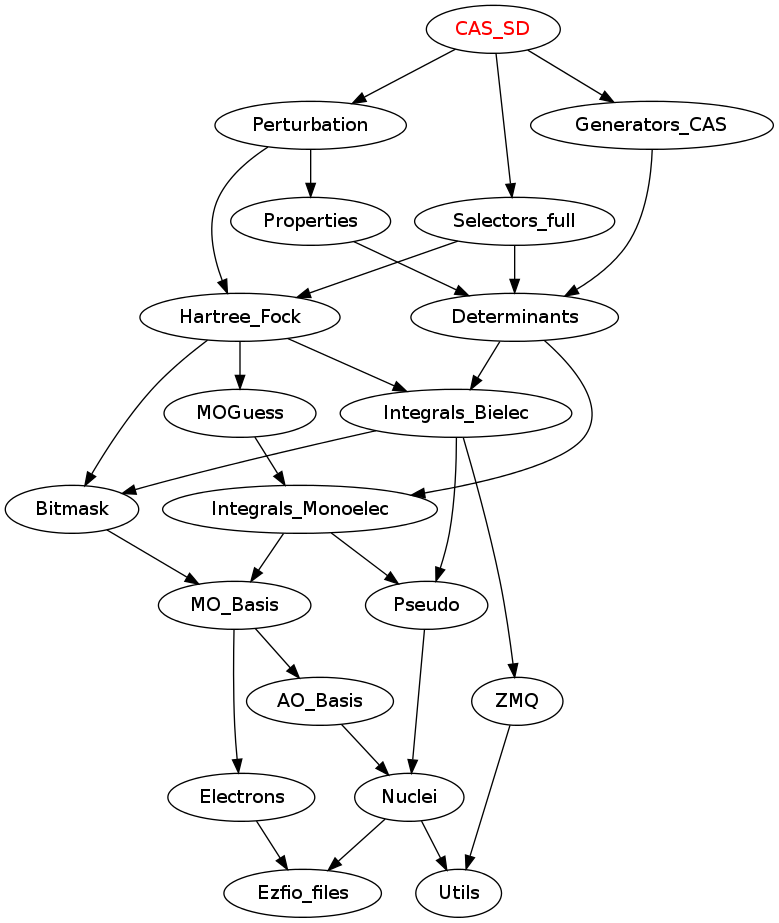 CAS_SD
Perturbation
Generators_CAS
Properties
Selectors_full
Hartree_Fock
Determinants
MOGuess
Integrals_Bielec
Bitmask
Integrals_Monoelec
MO_Basis
Pseudo
AO_Basis
ZMQ
Electrons
Nuclei
Ezfio_files
Utils